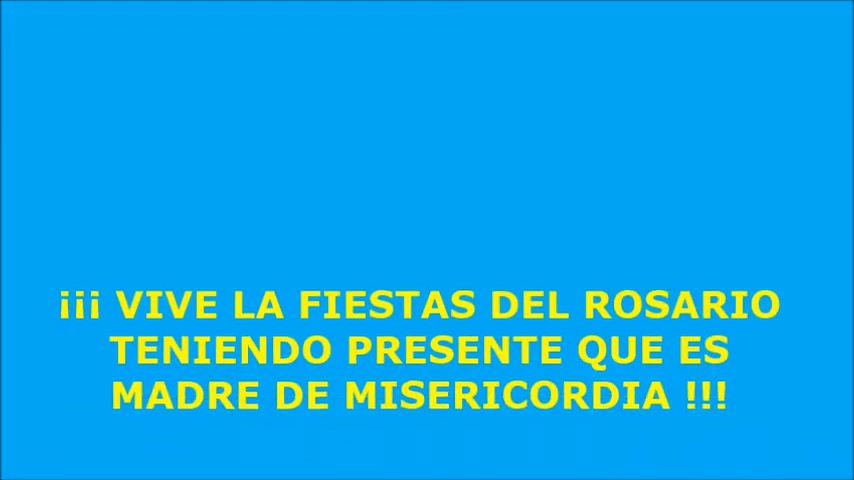 ¡¡¡ VIVE LA FIESTAS DEL ROSARIO
TENIENDO PRESENTE QUE ES
MADRE DE MISERICORDIA !!!